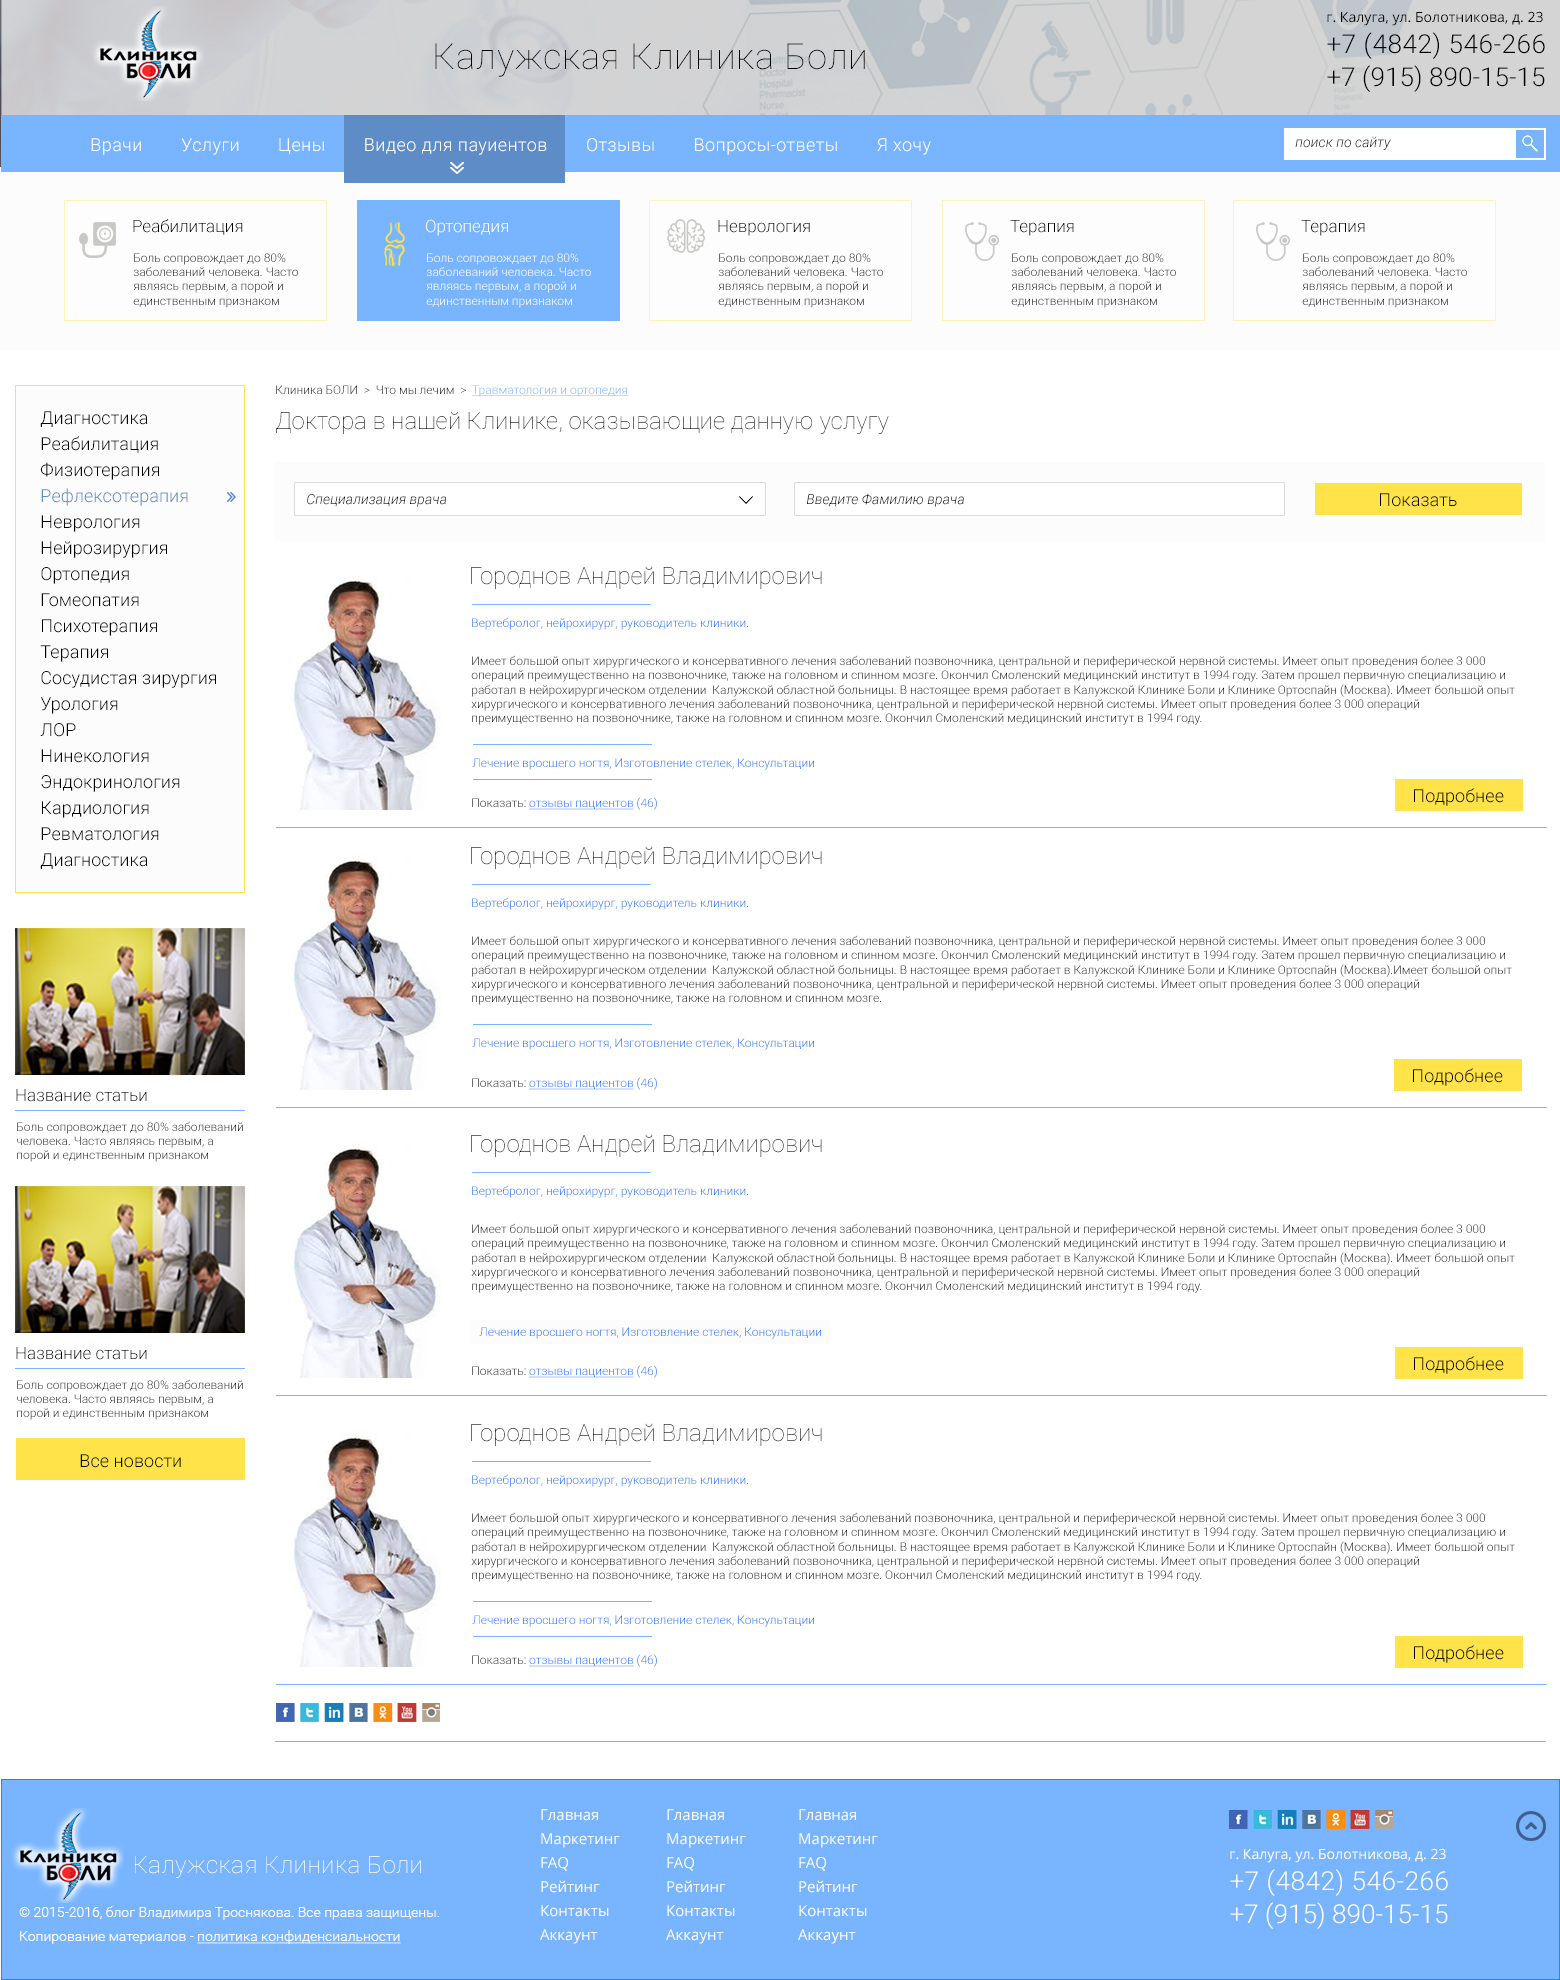 Клиника
БОЛИ
Калужская Клиника Боли
г. Калуга, ул. Болотникова, д. 23
+7 (4842) 546-266
+7 (915) 890-15-15
Doctor
Hospital
Pharmacist
Nurse
Врачи
Услуги
Цены
Видео для пауиентов
Отзывы
Вопросы-ответы
Я хочу
поиск по сайту
Реабилитация
Боль сопровождает до 80%
заболеваний человека. Часто
являясь первым, а порой и
единственным признаком
Ортопедия
Боль сопровождает до 80%
заболеваний человека. Часто
являясь первым, а порой и
единственным признаком
Неврология
Боль сопровождает до 80%
заболеваний человека. Часто
являясь первым, а порой и
единственным признаком
Терапия
Боль сопровождает до 80%
заболеваний человека. Часто
являясь первым, а порой и
единственным признаком
Терапия
Боль сопровождает до 80%
заболеваний человека. Часто
являясь первым, а порой и
единственным признаком
Диагностика
Реабилитация
Физиотерапия
Рефлексотерапия »
Неврология
Нейрозирургия
Ортопедия
Гомеопатия
Психотерапия
Терапия
Сосудистая зирургия
Урология
ЛОР
Нинекология
Эндокринология
Кардиология
Ревматология
Диагностика
Название статьи
Боль сопровождает до 80% заболеваний
человека. Часто являясь первым, а
порой и единственным признаком
Название статьи
Боль сопровождает до 80% заболеваний
человека. Часто являясь первым, а
порой и единственным признаком
Все новости
Клиника БОЛИ > Что мы лечим > Травматология и ортопедия
Доктора в нашей Клинике, оказывающие данную услугу
Специализация врача
Введите Фамилию врача
Показать
Городнов Андрей Владимирович
Вертебролог, нейрохирург, руководитель клиники.
Имеет большой опыт хирургического и консервативного лечения заболеваний позвоночника, центральной и периферической нервной системы. Имеет опыт проведения более 3 000
операций преимущественно на позвоночнике, также на головном и спинном мозге. Окончил Смоленский медицинский институт в 1994 году. Затем прошел первичную специализацию и
работал в нейрохирургическом отделении Калужской областной больницы. В настоящее время работает в Калужской Клинике Боли и Клинике Ортоспайн (Москва). Имеет большой опыт
хирургического и консервативного лечения заболеваний позвоночника, центральной и периферической нервной системы. Имеет опыт проведения более 3 000 операций
преимущественно на позвоночнике, также на головном и спинном мозге. Окончил Смоленский медицинский институт в 1994 году.
Лечение вросшего ногтя, Изготовление стелек, Консультации
Показать: отзывы пациентов (46)
Подробнее
Городнов Андрей Владимирович
Вертебролог, нейрохирург, руководитель клиники.
Имеет большой опыт хирургического и консервативного лечения заболеваний позвоночника, центральной и периферической нервной системы. Имеет опыт проведения более 3 000
операций преимущественно на позвоночнике, также на головном и спинном мозге. Окончил Смоленский медицинский институт в 1994 году. Затем прошел первичную специализацию и
работал в нейрохирургическом отделении Калужской областной больницы. В настоящее время работает в Калужской Клинике Боли и Клинике Ортоспайн (Москва).Имеет большой опыт
хирургического и консервативного лечения заболеваний позвоночника, центральной и периферической нервной системы. Имеет опыт проведения более 3 000 операций
преимущественно на позвоночнике, также на головном и спинном мозге.
Лечение вросшего ногтя, Изготовление стелек, Консультации
Показать: отзывы пациентов (46)
Подробнее
Городнов Андрей Владимирович
Вертебролог, нейрохирург, руководитель клиники.
Имеет большой опыт хирургического и консервативного лечения заболеваний позвоночника, центральной и периферической нервной системы. Имеет опыт проведения более 3 000
операций преимущественно на позвоночнике, также на головном и спинном мозге. Окончил Смоленский медицинский институт в 1994 году. Затем прошел первичную специализацию и
работал в нейрохирургическом отделении Калужской областной больницы. В настоящее время работает в Калужской Клинике Боли и Клинике Ортоспайн (Москва). Имеет большой опыт
хирургического и консервативного лечения заболеваний позвоночника, центральной и периферической нервной системы. Имеет опыт проведения более 3 000 операций
преимущественно на позвоночнике, также на головном и спинном мозге. Окончил Смоленский медицинский институт в 1994 году.
Лечение вросшего ногтя, Изготовление стелек, Консультации
Показать: отзывы пациентов (46)
Подробнее
Городнов Андрей Владимирович
Вертебролог, нейрохирург, руководитель клиники.
Имеет большой опыт хирургического и консервативного лечения заболеваний позвоночника, центральной и периферической нервной системы. Имеет опыт проведения более 3 000
операций преимущественно на позвоночнике, также на головном и спинном мозге. Окончил Смоленский медицинский институт в 1994 году. Затем прошел первичную специализацию и
работал в нейрохирургическом отделении Калужской областной больницы. В настоящее время работает в Калужской Клинике Боли и Клинике Ортоспайн (Москва). Имеет большой опыт
хирургического и консервативного лечения заболеваний позвоночника, центральной и периферической нервной системы. Имеет опыт проведения более 3 000 операций
преимущественно на позвоночнике, также на головном и спинном мозге. Окончил Смоленский медицинский институт в 1994 году.
Лечение вросшего ногтя, Изготовление стелек, Консультации
Показать: отзывы пациентов (46)
Подробнее
Клиника
БОЛИ
Калужская Клиника Боли
© 2015-2016, блог Владимира Троснякова. Все права защищены.
Копирование материалов - политика конфиденсиальности
Главная
Маркетинг
FAQ
Рейтинг
Контакты
Аккаунт
Главная
Маркетинг
FAQ
Рейтинг
Контакты
Аккаунт
Главная
Маркетинг
FAQ
Рейтинг
Контакты
Аккаунт
г. Калуга, ул. Болотникова, д. 23
+7 (4842) 546-266
+7 (915) 890-15-15